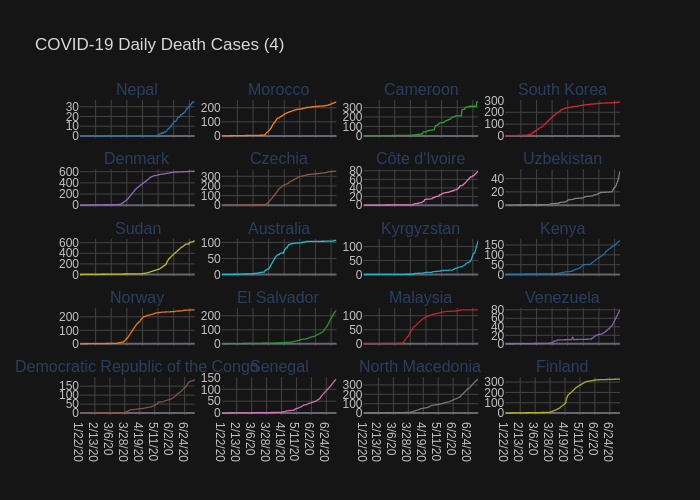 COVID-19 Daily Death Cases (4)
Nepal Morocco Cameroon South Korea
30 20 10 0 200 100 0 300 200 100 0 300 200 100 0
Denmark Czechia Côte d'Ivoire Uzbekistan
600 400 200 0 300 200 100 0 80 60 40 20 0 40 20 0
Sudan Australia Kyrgyzstan Kenya
600 400 200 0 100 50 0 100 50 0 150 100 50 0
Norway El Salvador Malaysia Venezuela
200 100 0 200 100 0 100 50 0 80 60 40 20 0
Democratic Republic of the Congo Senegal North Macedonia Finland
150 100 50 0 150 100 50 0 300 200 100 0 300 200 100 0
1/22/20 2/13/20 3/6/20 3/28/20 4/19/20 5/11/20 6/2/20 6/24/20 1/22/20 2/13/20 3/6/20 3/28/20 4/19/20 5/11/20 6/2/20 6/24/20 1/22/20 2/13/20 3/6/20 3/28/20 4/19/20 5/11/20 6/2/20 6/24/20 1/22/20 2/13/20 3/6/20 3/28/20 4/19/20 5/11/20 6/2/20 6/24/20